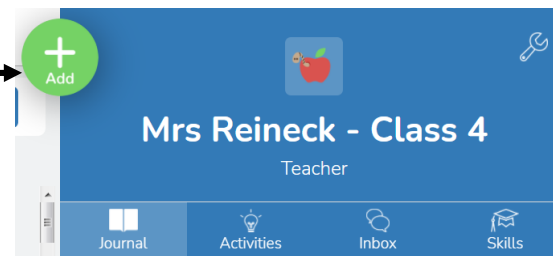 Add
Mrs Reineck - Class 4
Teacher
Journal Activities Inbox Skills